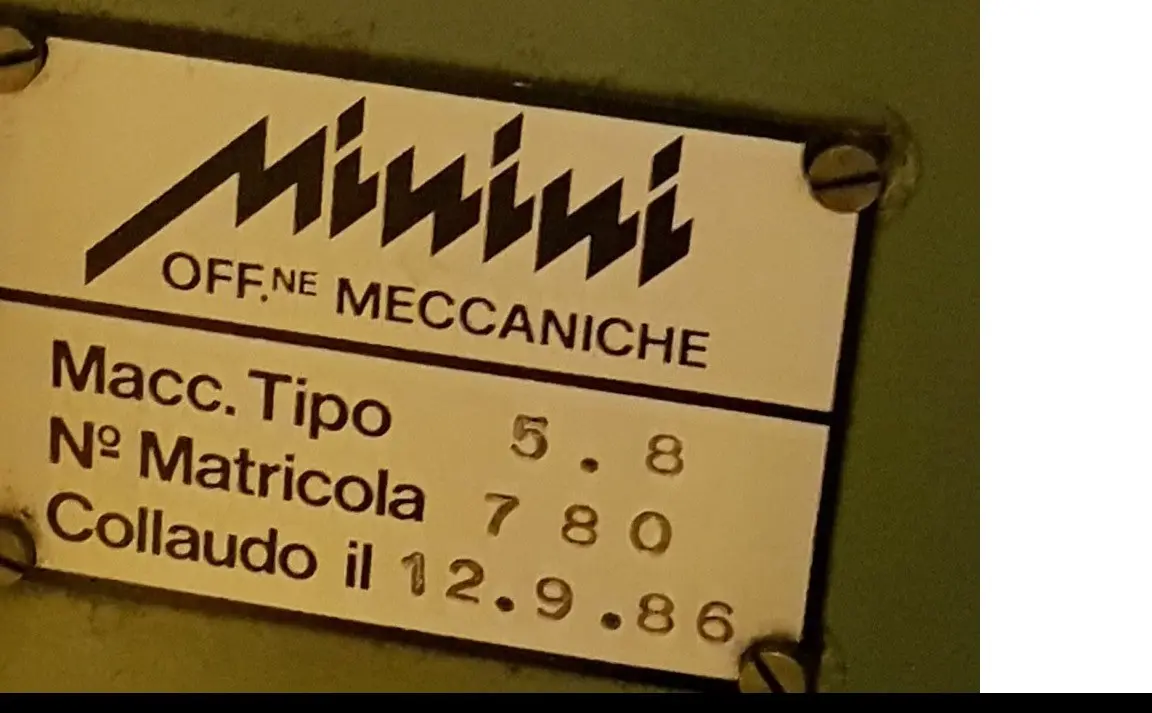 Minini
OFF.NE MECCANICHE
Macc. Tipo 5.8
Nº Matricola 780
Collaudo il 12.9.86